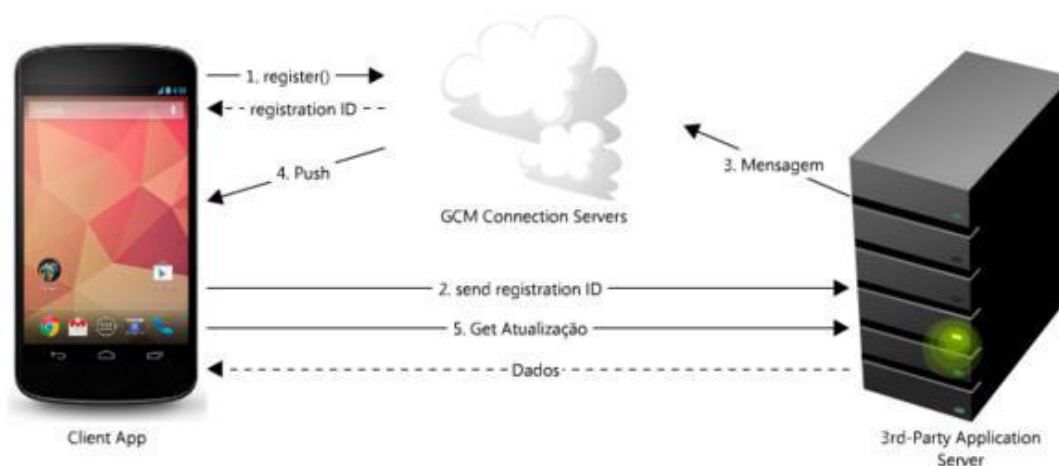 1. register()
registration ID
4. Push
3. Mensagem
GCM Connection Servers
2. send registration ID
5. Get Atualização
Dados
Client App
3rd-Party Application
Server